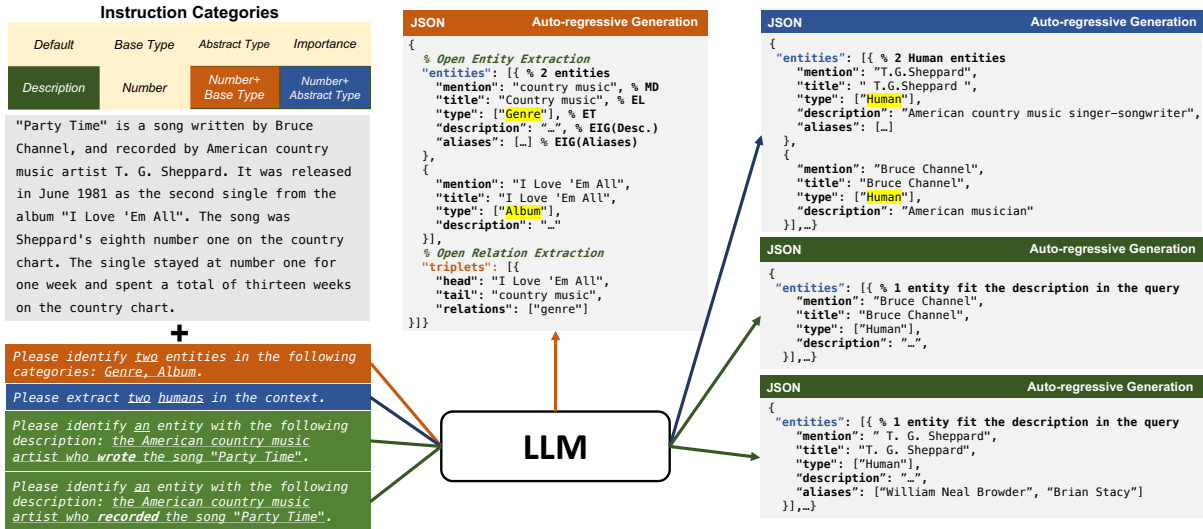 Instruction Categories
Default Base Type Abstract Type Importance
Description Number Number+ Base Type Number+ Abstract Type
"Party Time" is a song written by Bruce
Channel, and recorded by American country
music artist T. G. Sheppard. It was released
in June 1981 as the second single from the
album "I Love 'Em All". The song was
Sheppard's eighth number one on the country
chart. The single stayed at number one for
one week and spent a total of thirteen weeks
on the country chart.
+
Please identify two entities in the following
categories: Genre, Album.
Please extract two humans in the context.
Please identify an entity with the following
description: the American country music
artist who wrote the song "Party Time".
Please identify an entity with the following
description: the American country music
artist who recorded the song "Party Time".
LLM
JSON Auto-regressive Generation
{
% Open Entity Extraction
"entities": [{ % 2 entities
"mention": "country music", % MD
"title": "Country music", % EL
"type": ["Genre"], % ET
"description": "…", % EIG(Desc.)
"aliases": […] % EIG(Aliases)
},
{
"mention": "I Love 'Em All",
"title": "I Love 'Em All",
"type": ["Album"],
"description": "…"
}],
% Open Relation Extraction
"triplets": [{
"head": "I Love 'Em All",
"tail": "country music",
"relations": ["genre"]
}]}
JSON Auto-regressive Generation
{
“entities": [{ % 2 Human entities
“mention": ”T.G.Sheppard",
"title": " T.G.Sheppard ",
"type": [”Human"],
"description": "American country music singer-songwriter",
"aliases": […]
},
{
“mention": ”Bruce Channel",
"title": "Bruce Channel",
"type": [”Human"],
“description": ”American musician"
}],…}
JSON Auto-regressive Generation
{
“entities": [{ % 1 entity fit the description in the query
“mention": ”Bruce Channel",
"title": "Bruce Channel",
"type": [”Human"],
“description": ”…”,
}],…}
JSON Auto-regressive Generation
{
“entities": [{ % 1 entity fit the description in the query
“mention": ” T. G. Sheppard",
"title": "T. G. Sheppard",
"type": [”Human"],
“description": ”…”,
“aliases": [“William Neal Browder”, “Brian Stacy”]
}],…}